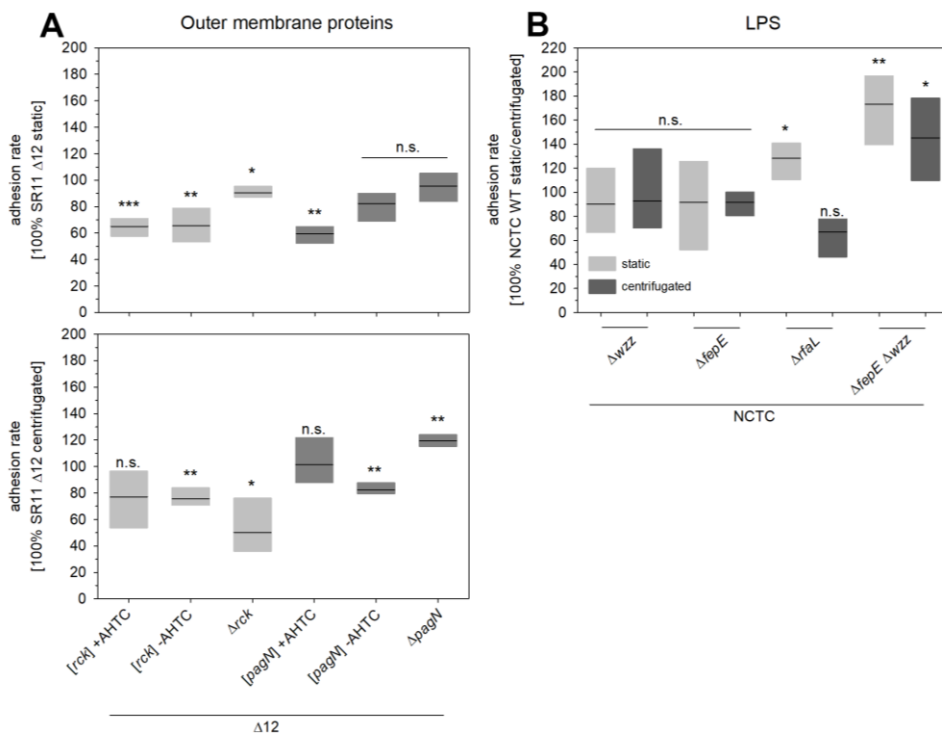 A
Outer membrane proteins
adhesion rate
[100% SR11 Δ12 static]
200
180
160
140
120
100
80
60
40
20
0
***
**
*
**
n.s.
adhesion rate
[100% SR11 Δ12 centrifugated]
200
180
160
140
120
100
80
60
40
20
0
n.s.
**
*
n.s.
**
**
[rck] +AHTC
[rck] -AHTC
Δrck
[pagN] +AHTC
[pagN] -AHTC
ΔpagN
Δ12
B
LPS
adhesion rate
[100% NCTC WT static/centrifugated]
220
200
180
160
140
120
100
80
60
40
20
0
n.s.
*
n.s.
**
*
static
centrifugated
Δwzz
ΔfepE
ΔrfaL
ΔfepE Δwzz
NCTC